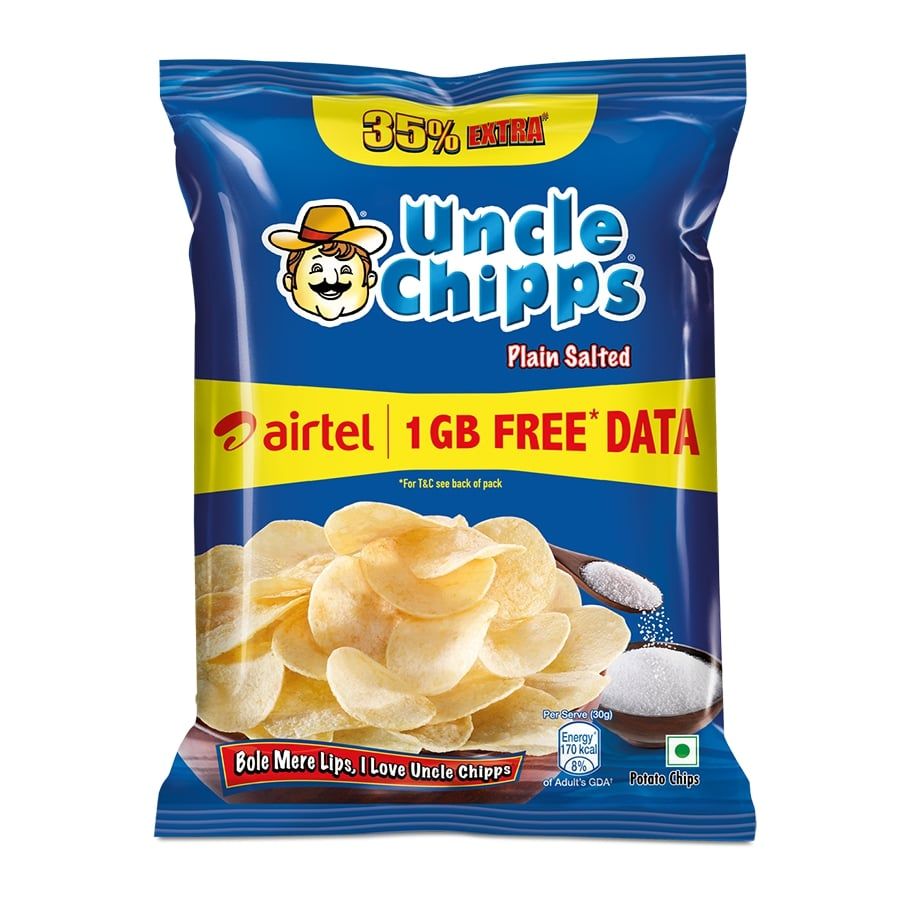 35% EXTRA*
Uncle
Chipps®
Plain Salted
airtel | 1 GB FREE* DATA
*For T&C see back of pack
Per Serve (30g)
Energy
170 kcal
8%
of Adult's GDA†
Bole Mere Lips, I Love Uncle Chipps
Potato Chips